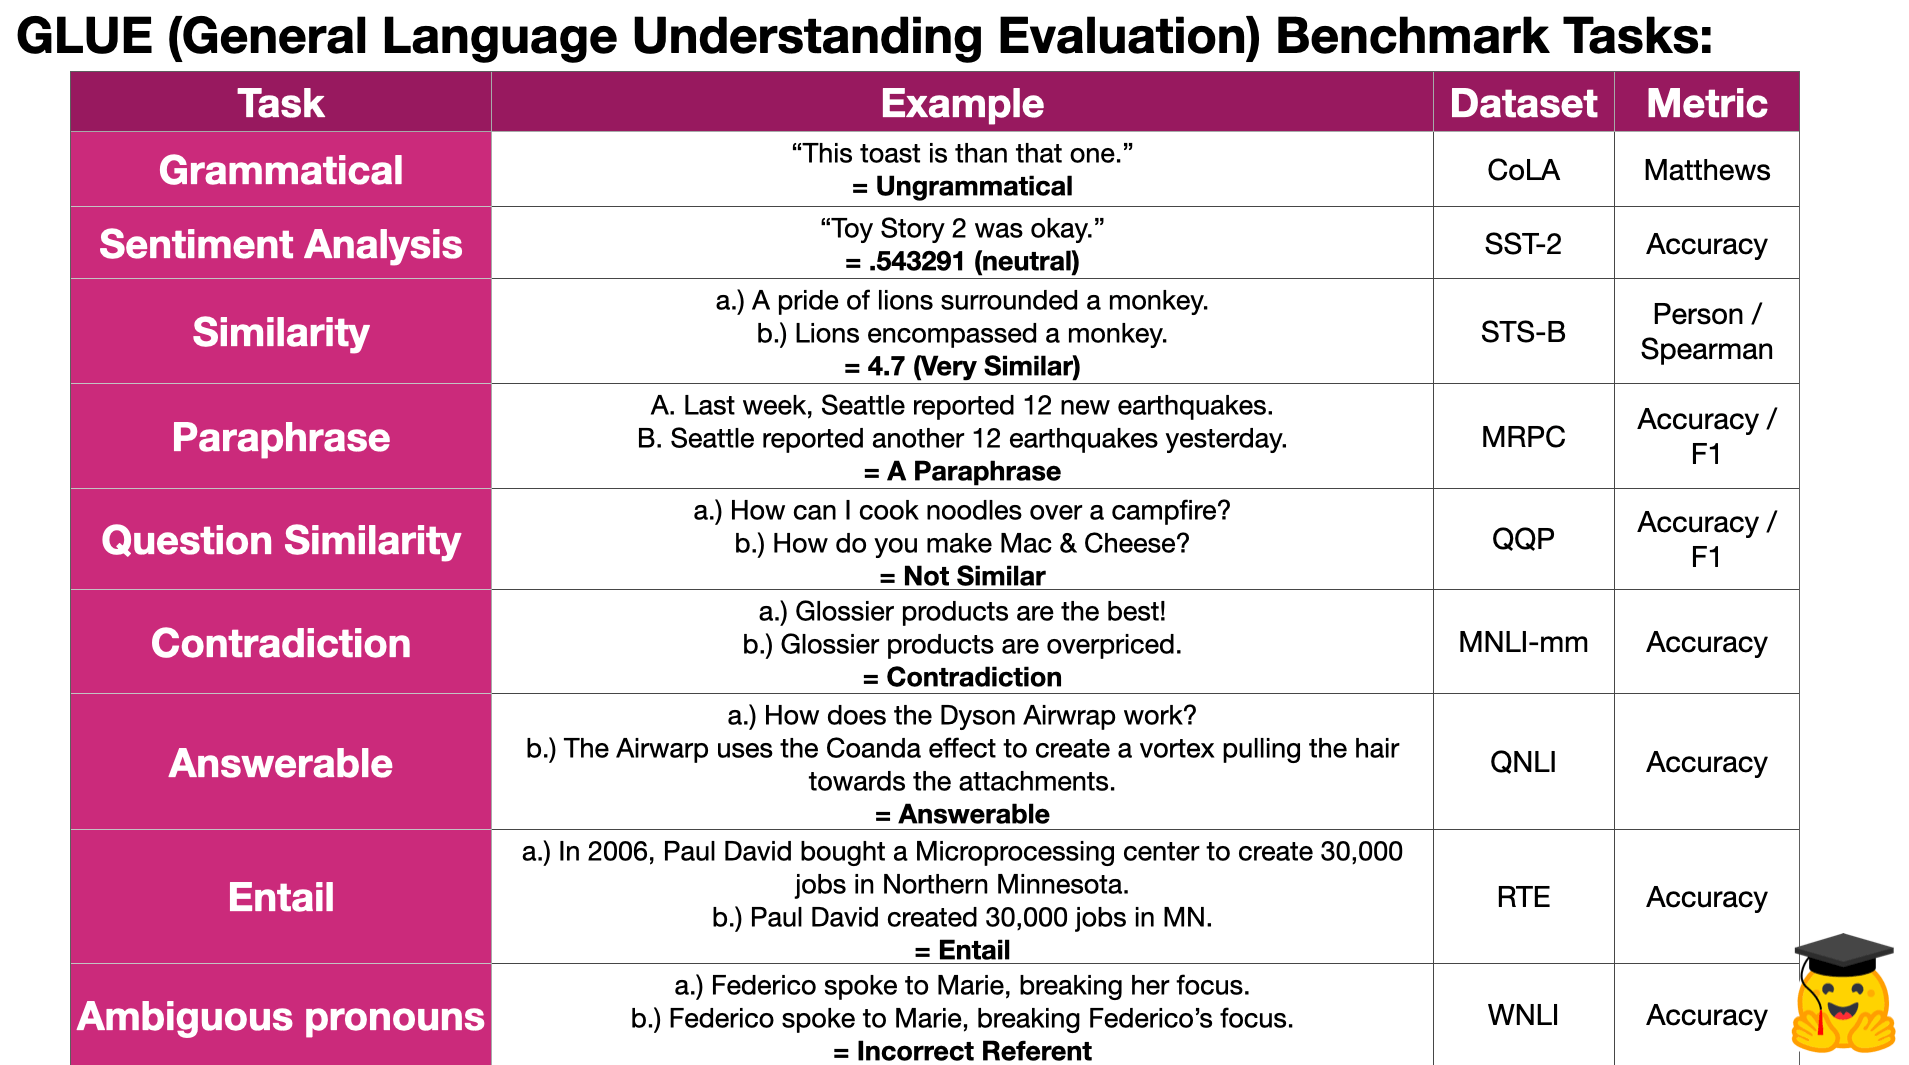 GLUE (General Language Understanding Evaluation) Benchmark Tasks:
Task Example Dataset Metric
Grammatical
“This toast is than that one.”
= Ungrammatical
CoLA
Matthews
Sentiment Analysis
“Toy Story 2 was okay.”
= .543291 (neutral)
SST-2
Accuracy
Similarity
a.) A pride of lions surrounded a monkey.
b.) Lions encompassed a monkey.
= 4.7 (Very Similar)
STS-B
Person /
Spearman
Paraphrase
A. Last week, Seattle reported 12 new earthquakes.
B. Seattle reported another 12 earthquakes yesterday.
= A Paraphrase
MRPC
Accuracy /
F1
Question Similarity
a.) How can I cook noodles over a campfire?
b.) How do you make Mac & Cheese?
= Not Similar
QQP
Accuracy /
F1
Contradiction
a.) Glossier products are the best!
b.) Glossier products are overpriced.
= Contradiction
MNLI-mm
Accuracy
Answerable
a.) How does the Dyson Airwrap work?
b.) The Airwarp uses the Coanda effect to create a vortex pulling the hair
towards the attachments.
= Answerable
QNLI
Accuracy
Entail
a.) In 2006, Paul David bought a Microprocessing center to create 30,000
jobs in Northern Minnesota.
b.) Paul David created 30,000 jobs in MN.
= Entail
RTE
Accuracy
Ambiguous pronouns
a.) Federico spoke to Marie, breaking her focus.
b.) Federico spoke to Marie, breaking Federico’s focus.
= Incorrect Referent
WNLI
Accuracy